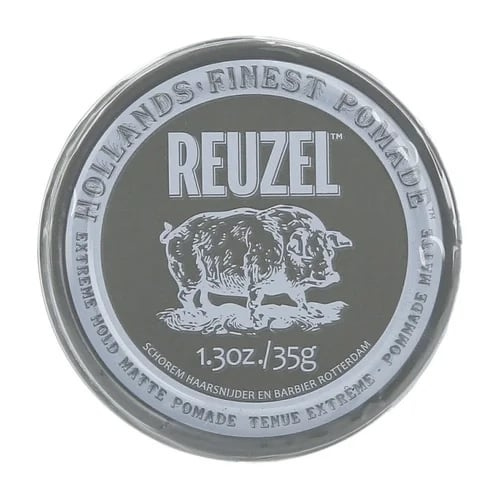 HOLLANDS FINEST POMADE™
REUZEL™
1.3oz./35g
SCHOREM HAARSNIJDER EN BARBIER ROTTERDAM
EXTREME HOLD MATTE POMADE TENUE EXTRÊME · POMMADE MATTE